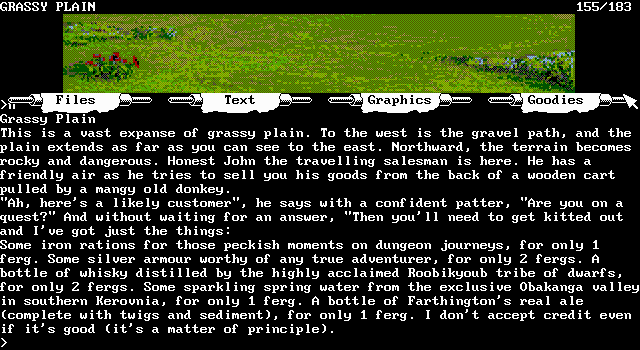 GRASSY PLAIN 155/183
Files Text Graphics Goodies
>n
Grassy Plain
This is a vast expanse of grassy plain. To the west is the gravel path, and the
plain extends as far as you can see to the east. Northward, the terrain becomes
rocky and dangerous. Honest John the travelling salesman is here. He has a
friendly air as he tries to sell you his goods from the back of a wooden cart
pulled by a mangy old donkey.
"Ah, here's a likely customer", he says with a confident patter, "Are you on a
quest?" And without waiting for an answer, "Then you'll need to get kitted out
and I've got just the things:
Some iron rations for those peckish moments on dungeon journeys, for only 1
ferg. Some silver armour worthy of any true adventurer, for only 2 fergs. A
bottle of whisky distilled by the highly acclaimed Roobikyoub tribe of dwarfs,
for only 2 fergs. Some sparkling spring water from the exclusive Obakanga valley
in southern Kerovnia, for only 1 ferg. A bottle of Farthington's real ale
(complete with twigs and sediment), for only 1 ferg. I don't accept credit even
if it's good (it's a matter of principle).
>